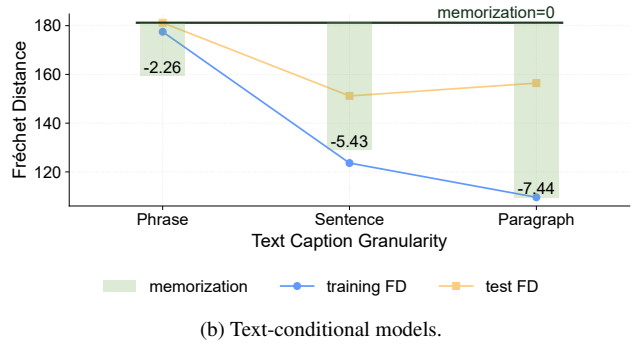 memorization=0
180
160
140
120
Fréchet Distance
-2.26
-5.43
-7.44
Phrase
Sentence
Paragraph
Text Caption Granularity
memorization
training FD
test FD
(b) Text-conditional models.